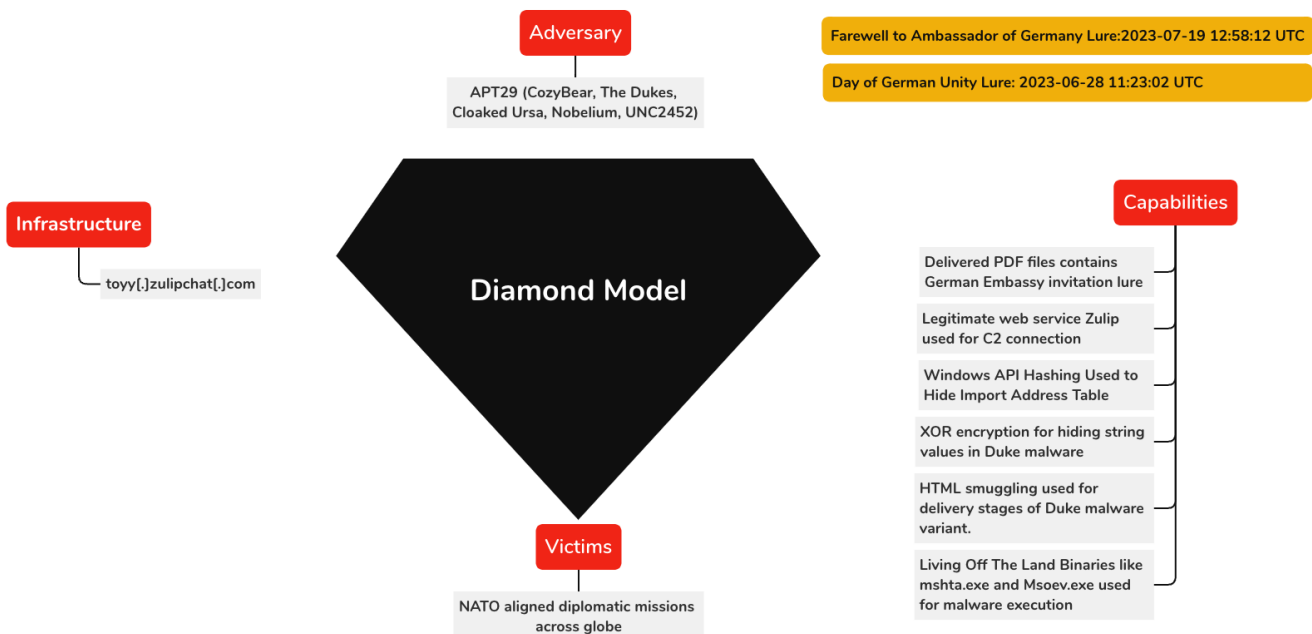 Adversary
APT29 (CozyBear, The Dukes,
Cloaked Ursa, Nobelium, UNC2452)
Farewell to Ambassador of Germany Lure:2023-07-19 12:58:12 UTC
Day of German Unity Lure: 2023-06-28 11:23:02 UTC
Infrastructure
toyy[.]zulipchat[.]com
Diamond Model
Capabilities
Delivered PDF files contains
German Embassy invitation lure
Legitimate web service Zulip
used for C2 connection
Windows API Hashing Used to
Hide Import Address Table
XOR encryption for hiding string
values in Duke malware
HTML smuggling used for
delivery stages of Duke malware
variant.
Living Off The Land Binaries like
mshta.exe and Msoev.exe used
for malware execution
Victims
NATO aligned diplomatic missions
across globe